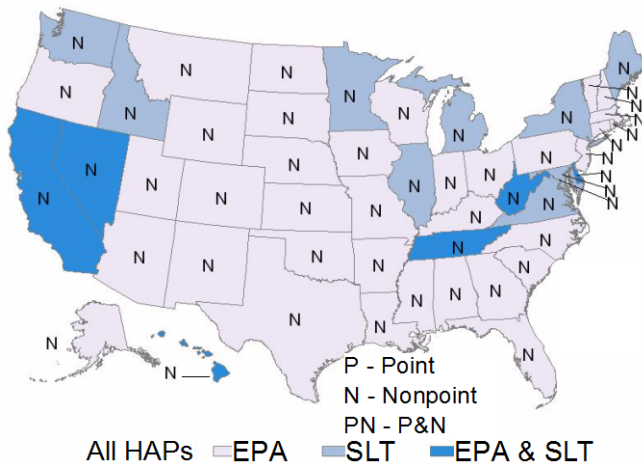 N N N N
N N N N N N N
N N N N N N N N
N N
N N N N N N N N
N N N
N N N N N N N
N N N N N N
N N N N
N N
P - Point
N - Nonpoint
PN - P&N
All HAPs EPA SLT EPA & SLT